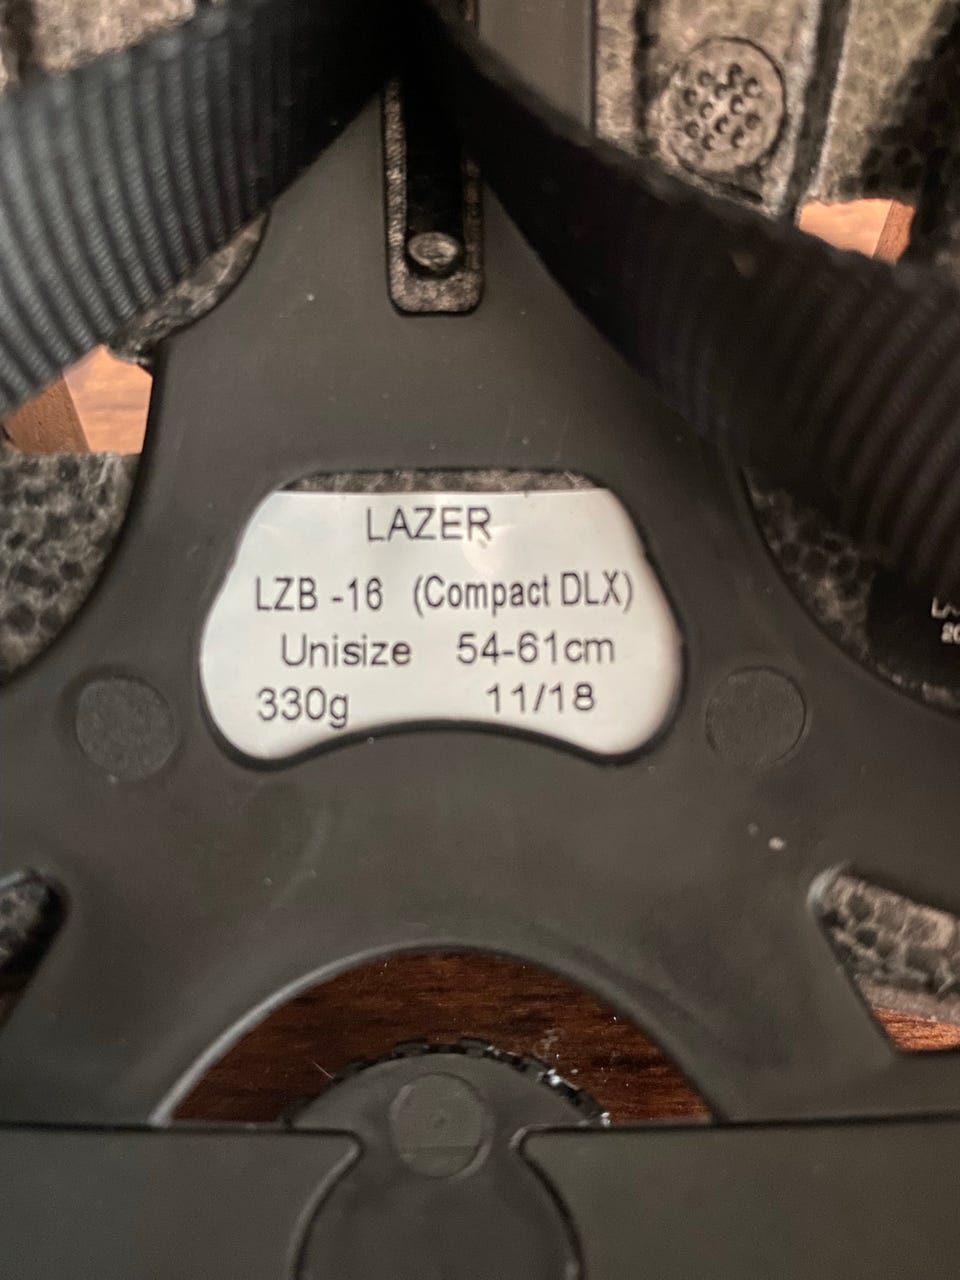 LAZER
LZB -16 (Compact DLX)
Unisize 54-61cm
330g 11/18